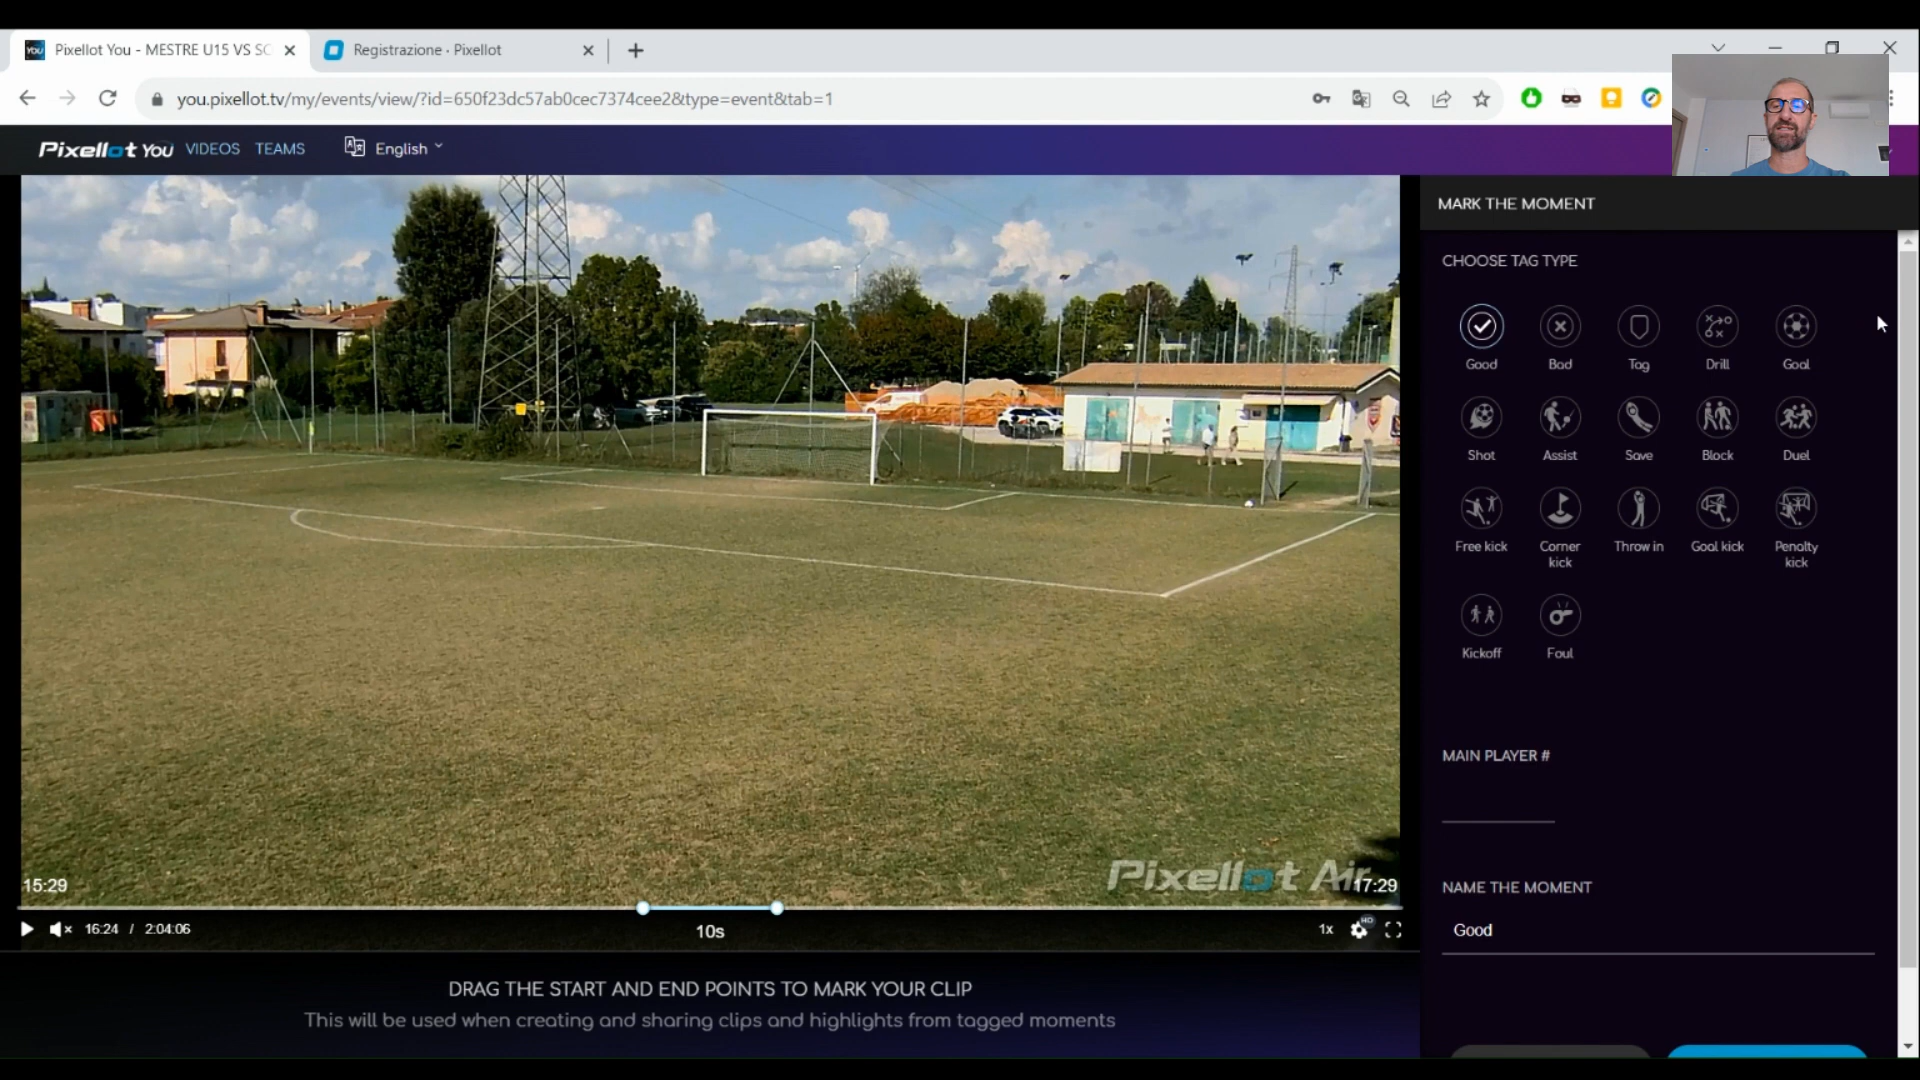 Pixellot You - MESTRE U15 VS SC
Registrazione · Pixellot
you.pixellot.tv/my/events/view/?id=650f23dc57ab0cec7374cee2&type=event&tab=1
Pixellot You VIDEOS TEAMS English
MARK THE MOMENT
CHOOSE TAG TYPE
Good Bad Tag Drill Goal
Shot Assist Save Block Duel
Free kick Corner kick Throw in Goal kick Penalty kick
Kickoff Foul
MAIN PLAYER #
NAME THE MOMENT
Good
Pixellot Air
15:29
17:29
16:24 / 2:04:06
10s
1x
HD
DRAG THE START AND END POINTS TO MARK YOUR CLIP
This will be used when creating and sharing clips and highlights from tagged moments